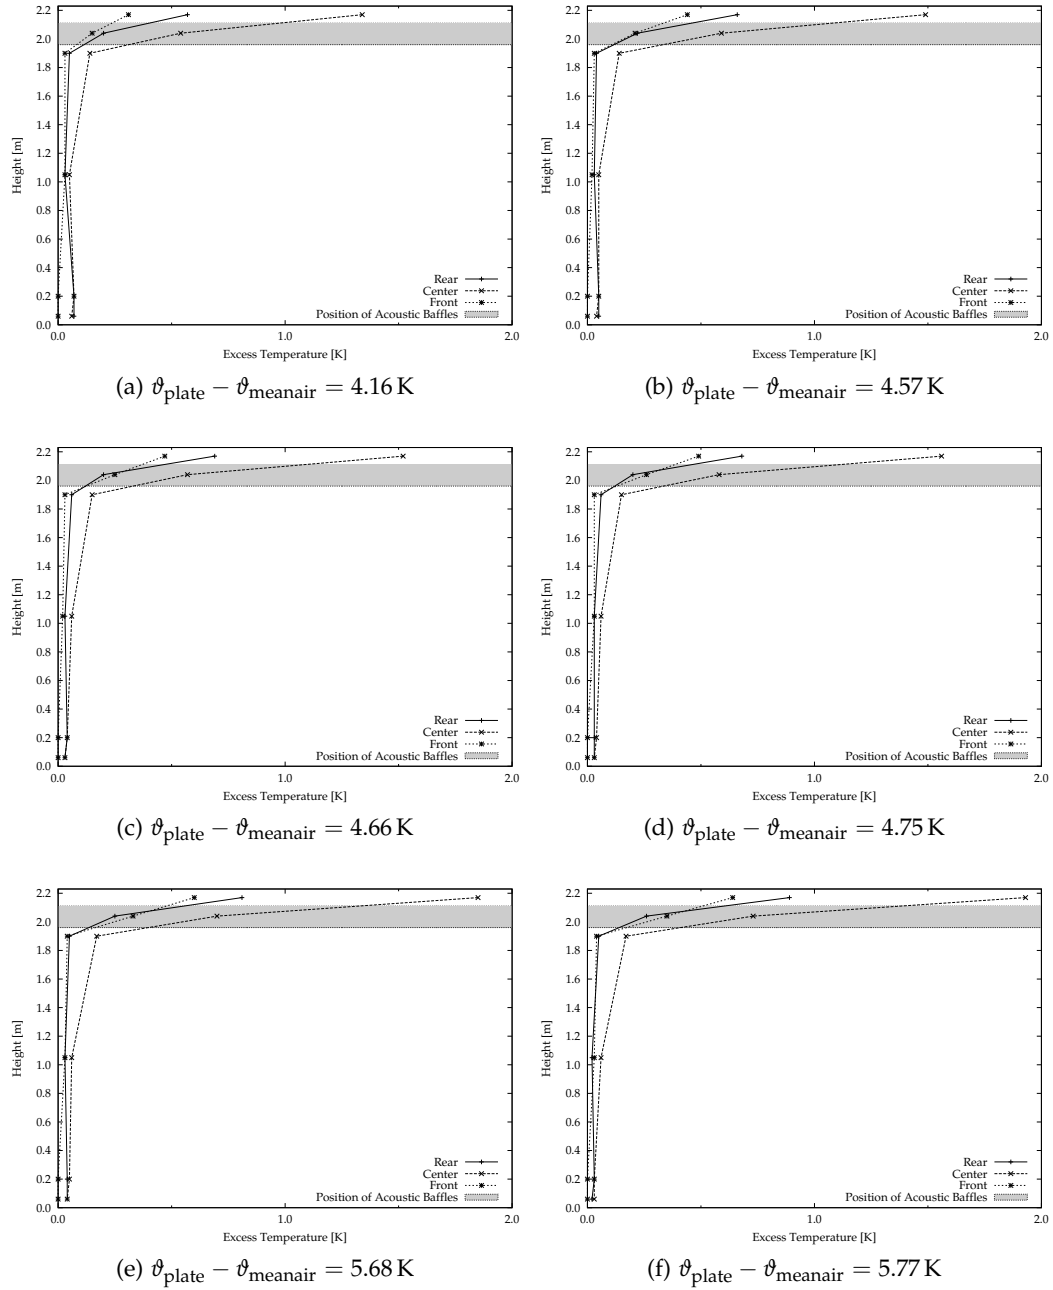 2.2
2.0
1.8
1.6
1.4
1.2
1.0
0.8
0.6
0.4
0.2
0.0
Height [m]
Rear
Center
Front
Position of Acoustic Baffles
0.0 1.0 2.0
Excess Temperature [K]
(a) ϑplate − ϑmeanair = 4.16 K
2.2
2.0
1.8
1.6
1.4
1.2
1.0
0.8
0.6
0.4
0.2
0.0
Height [m]
Rear
Center
Front
Position of Acoustic Baffles
0.0 1.0 2.0
Excess Temperature [K]
(b) ϑplate − ϑmeanair = 4.57 K
2.2
2.0
1.8
1.6
1.4
1.2
1.0
0.8
0.6
0.4
0.2
0.0
Height [m]
Rear
Center
Front
Position of Acoustic Baffles
0.0 1.0 2.0
Excess Temperature [K]
(c) ϑplate − ϑmeanair = 4.66 K
2.2
2.0
1.8
1.6
1.4
1.2
1.0
0.8
0.6
0.4
0.2
0.0
Height [m]
Rear
Center
Front
Position of Acoustic Baffles
0.0 1.0 2.0
Excess Temperature [K]
(d) ϑplate − ϑmeanair = 4.75 K
2.2
2.0
1.8
1.6
1.4
1.2
1.0
0.8
0.6
0.4
0.2
0.0
Height [m]
Rear
Center
Front
Position of Acoustic Baffles
0.0 1.0 2.0
Excess Temperature [K]
(e) ϑplate − ϑmeanair = 5.68 K
2.2
2.0
1.8
1.6
1.4
1.2
1.0
0.8
0.6
0.4
0.2
0.0
Height [m]
Rear
Center
Front
Position of Acoustic Baffles
0.0 1.0 2.0
Excess Temperature [K]
(f) ϑplate − ϑmeanair = 5.77 K